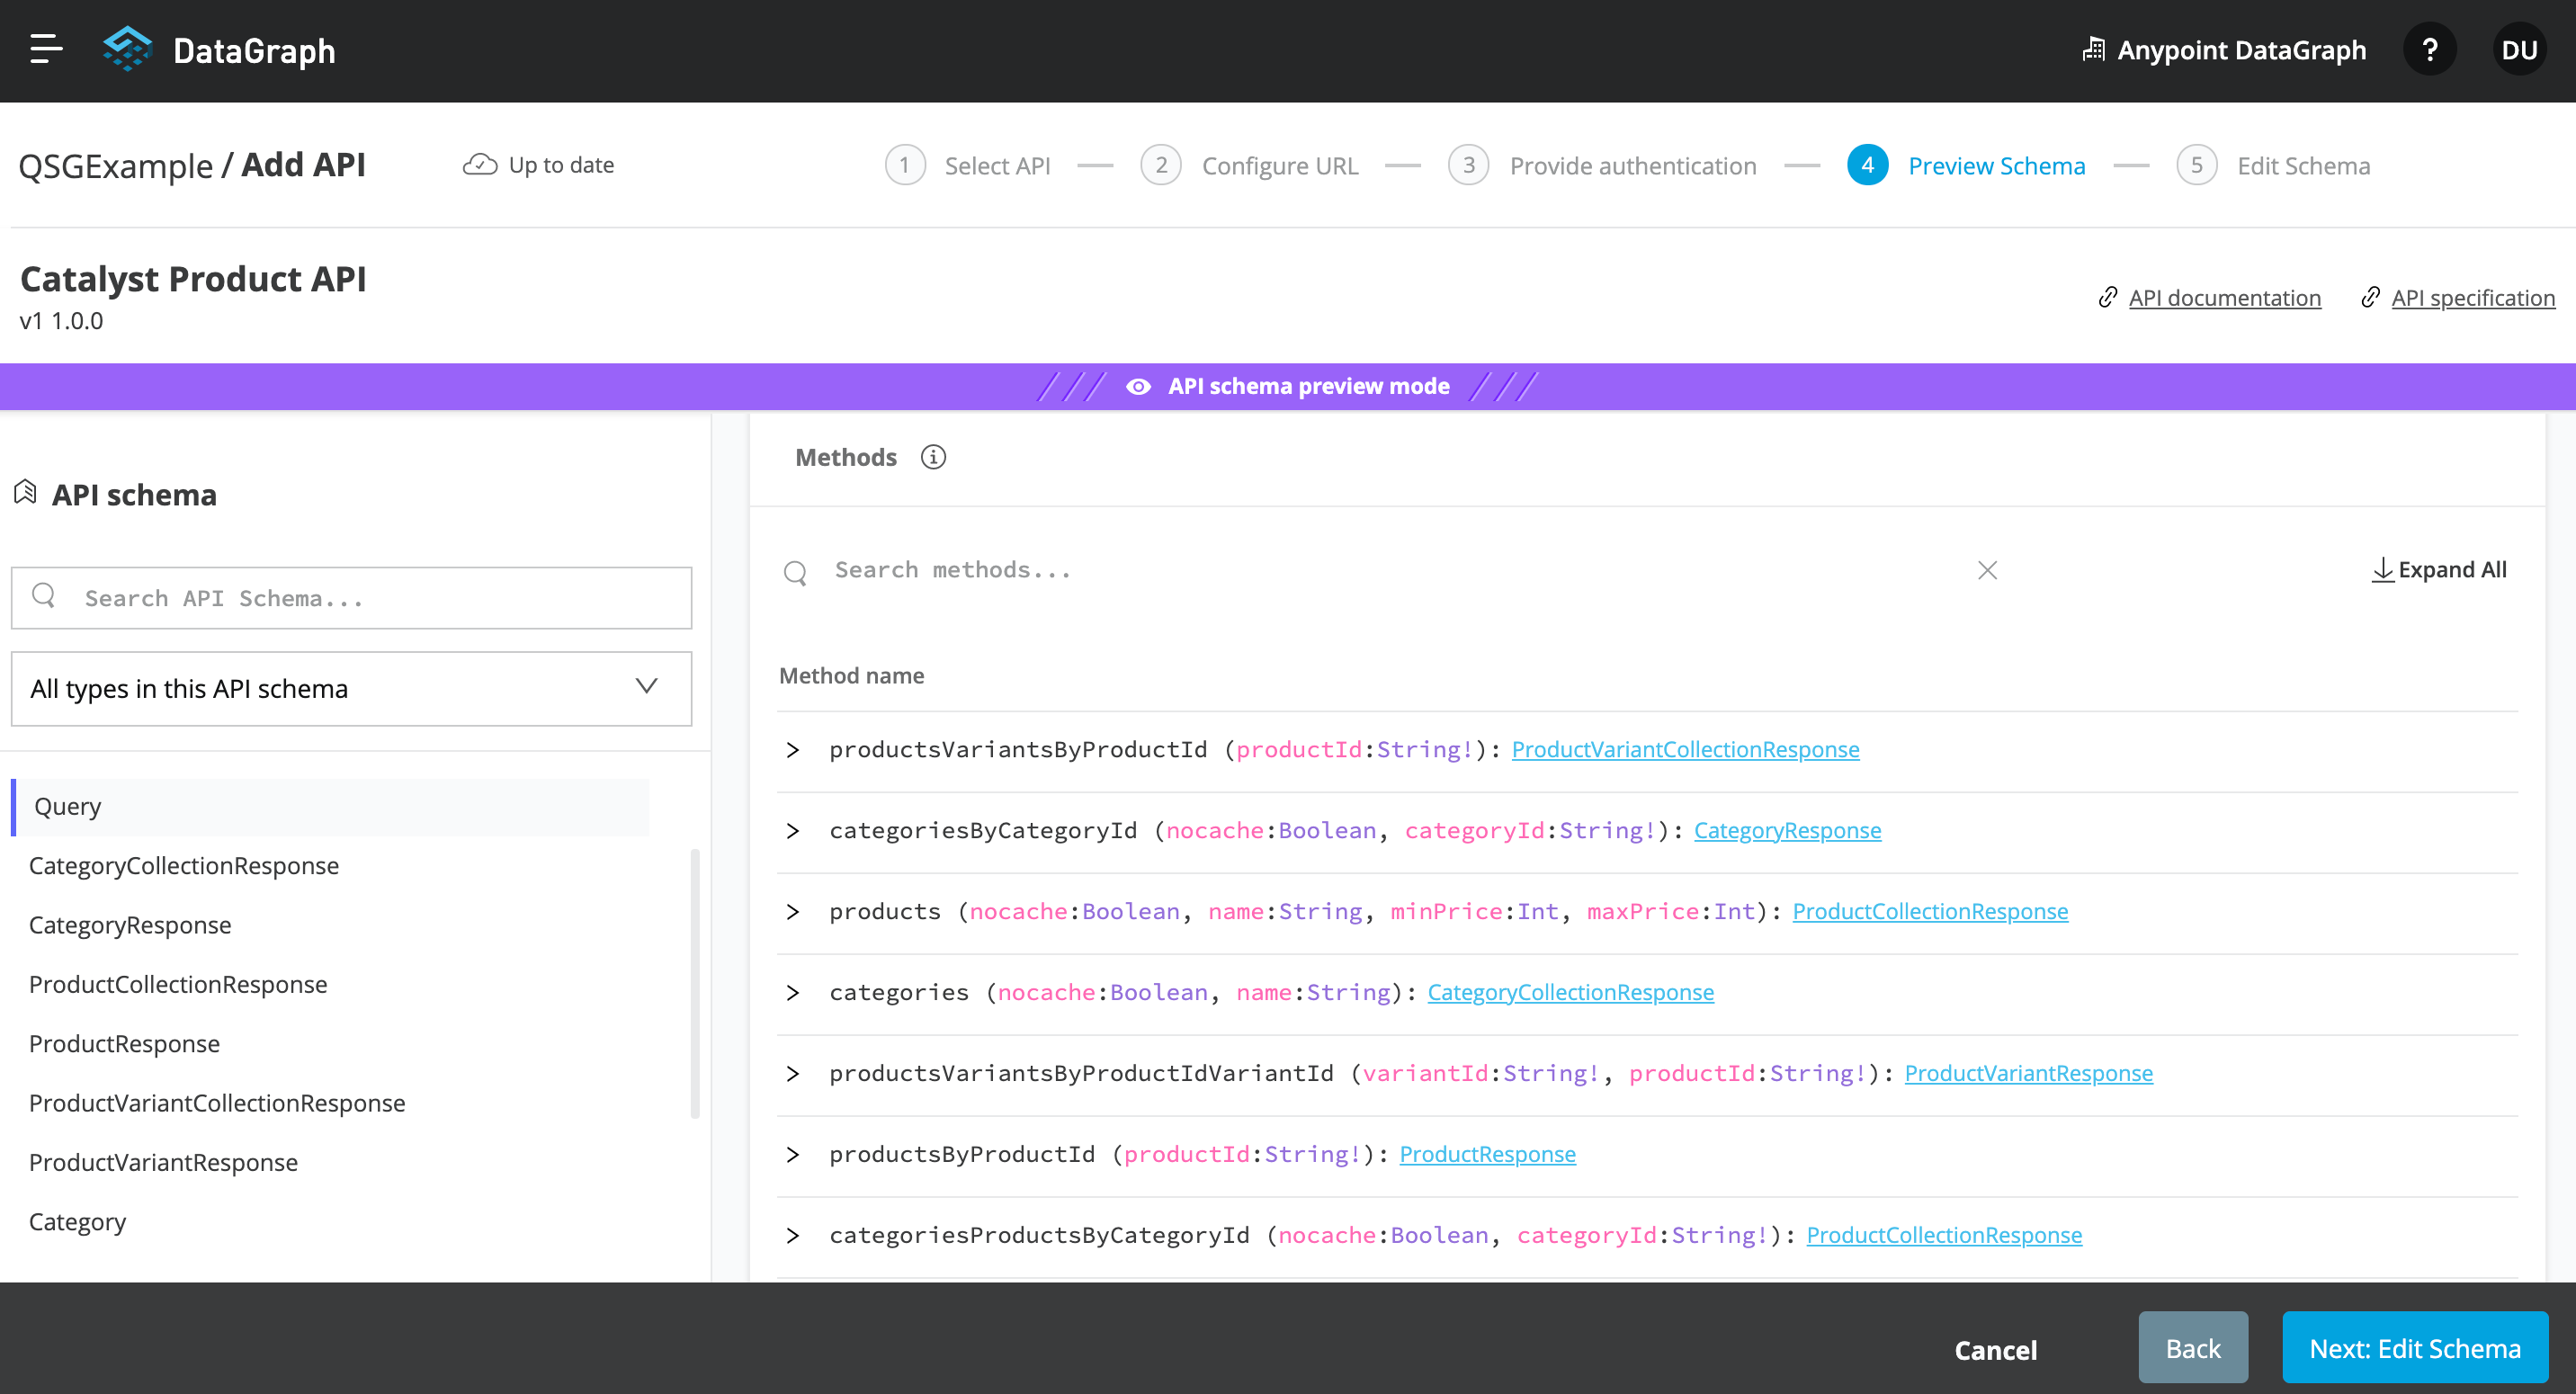 DataGraph
Anypoint DataGraph
?
DU
QSGExample / Add API
Up to date
1 Select API
2 Configure URL
3 Provide authentication
4 Preview Schema
5 Edit Schema
Catalyst Product API
v1 1.0.0
API documentation
API specification
API schema preview mode
API schema
Search API Schema...
All types in this API schema
Query
CategoryCollectionResponse
CategoryResponse
ProductCollectionResponse
ProductResponse
ProductVariantCollectionResponse
ProductVariantResponse
Category
Methods
Search methods...
Expand All
Method name
productsVariantsByProductId (productId:String!): ProductVariantCollectionResponse
categoriesByCategoryId (nocache:Boolean, categoryId:String!): CategoryResponse
products (nocache:Boolean, name:String, minPrice:Int, maxPrice:Int): ProductCollectionResponse
categories (nocache:Boolean, name:String): CategoryCollectionResponse
productsVariantsByProductIdVariantId (variantId:String!, productId:String!): ProductVariantResponse
productsByProductId (productId:String!): ProductResponse
categoriesProductsByCategoryId (nocache:Boolean, categoryId:String!): ProductCollectionResponse
Cancel
Back
Next: Edit Schema